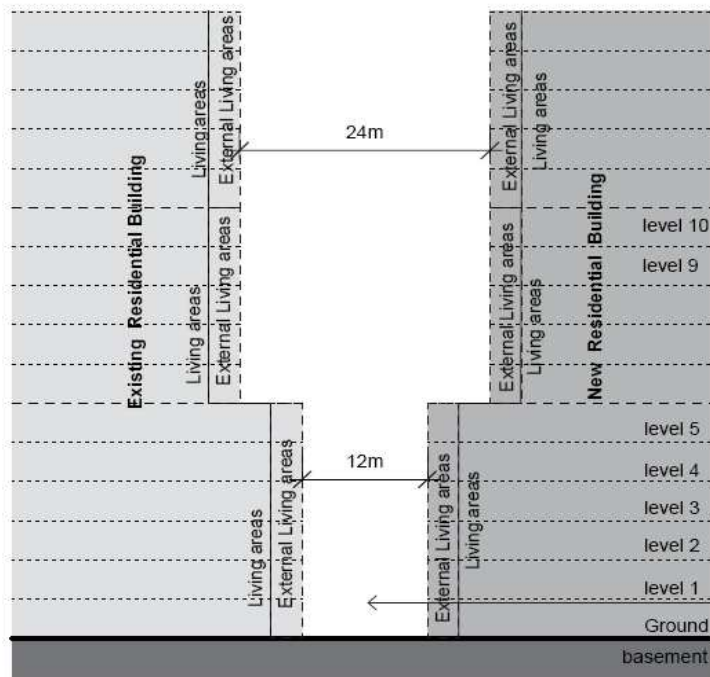 Living areas
External Living areas
24m
External Living areas
Living areas
Existing Residential Building
New Residential Building
level 10
level 9
Living areas
External Living areas
External Living areas
Living areas
level 5
12m
level 4
Living areas
External Living areas
External Living areas
Living areas
level 3
level 2
level 1
Ground
basement